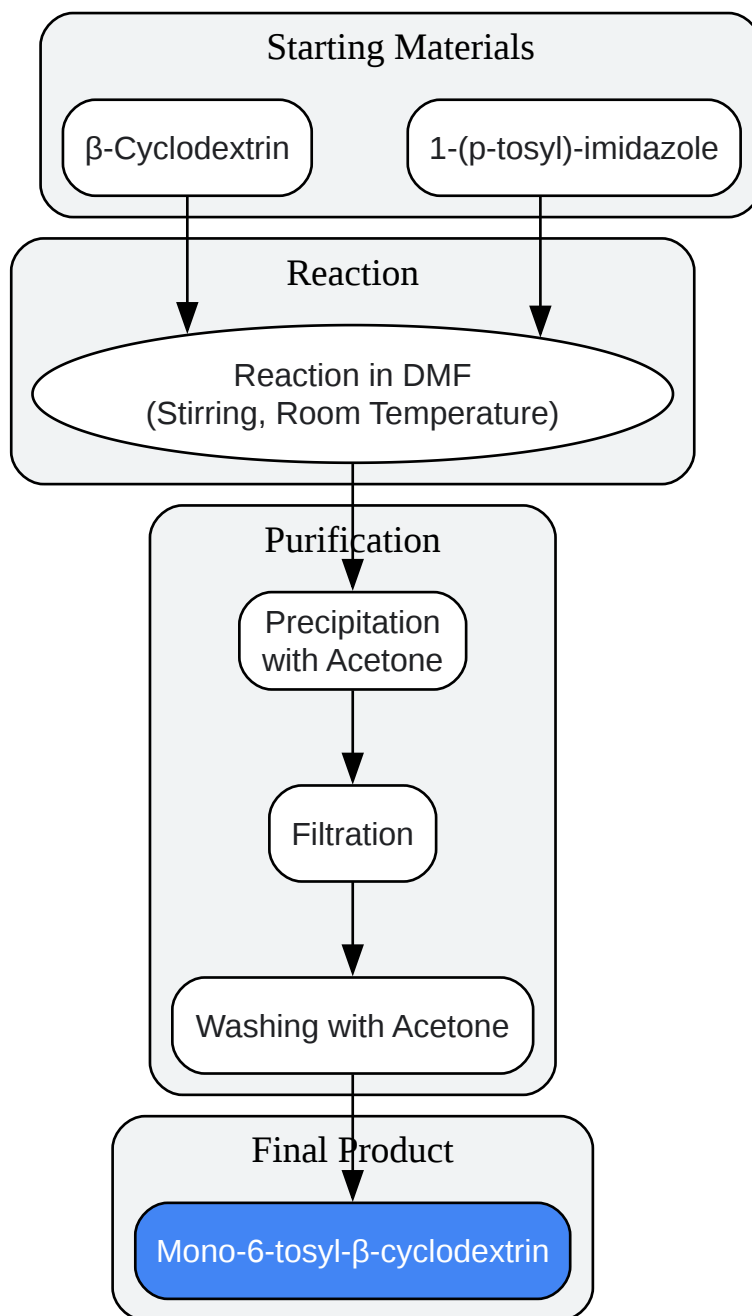 Starting Materials
β-Cyclodextrin
1-(p-tosyl)-imidazole
Reaction
Reaction in DMF
(Stirring, Room Temperature)
Purification
Precipitation
with Acetone
Filtration
Washing with Acetone
Final Product
Mono-6-tosyl-β-cyclodextrin